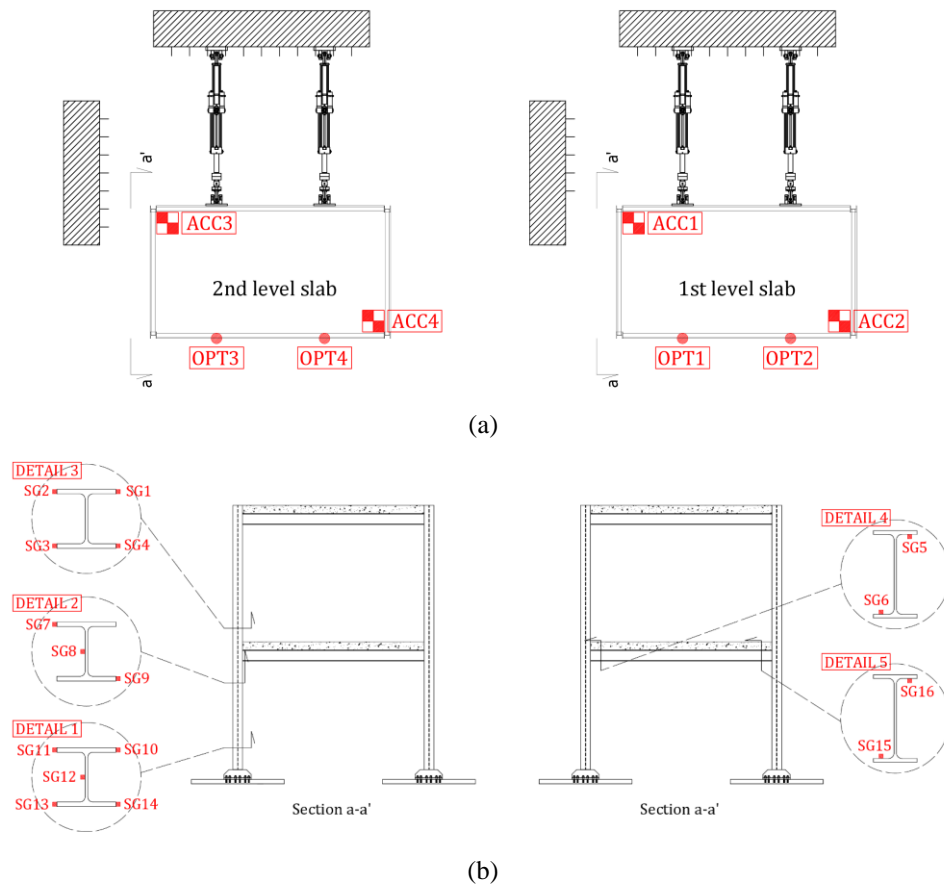 a'
ACC3
2nd level slab
ACC4
OPT3
OPT4
a
a'
ACC1
1st level slab
ACC2
OPT1
OPT2
a
(a)
DETAIL 3
SG2
SG1
SG3
SG4
DETAIL 2
SG7
SG8
SG9
DETAIL 1
SG11
SG10
SG12
SG13
SG14
Section a-a'
DETAIL 4
SG5
SG6
DETAIL 5
SG16
SG15
Section a-a'
(b)